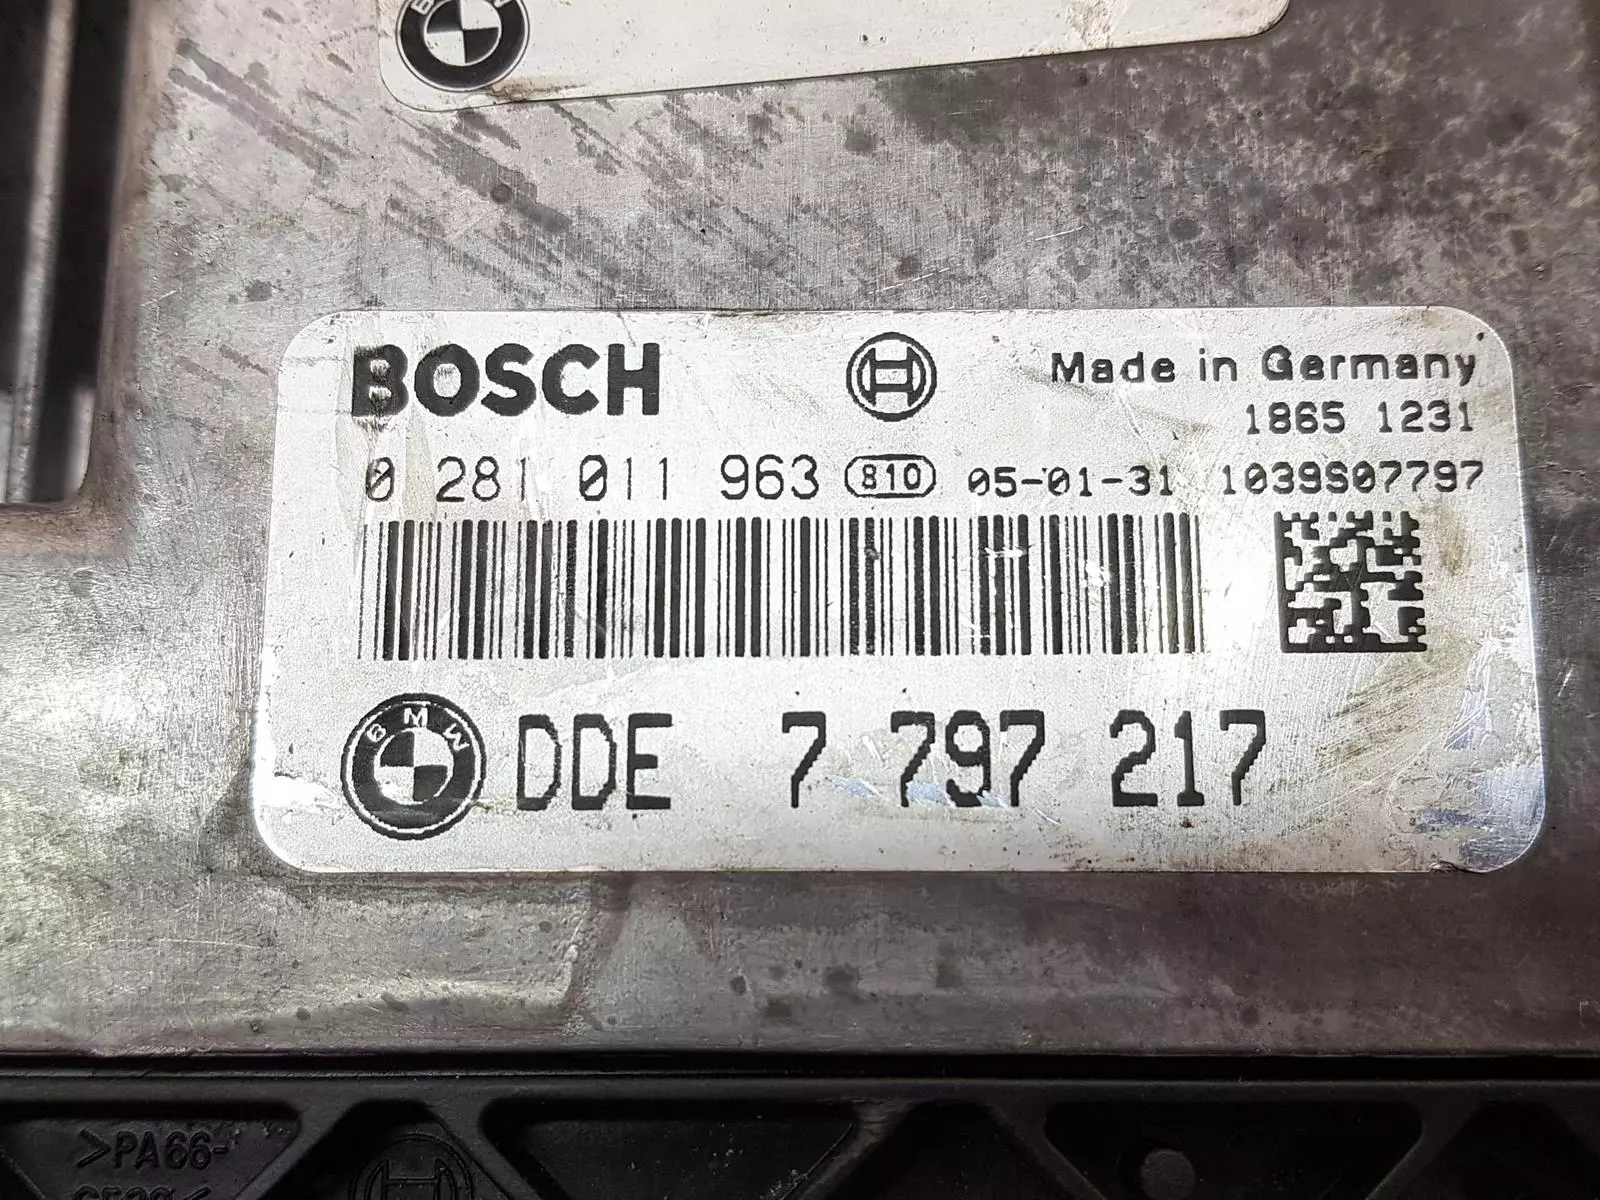 BOSCH
Made in Germany
1865 1231
0 281 011 963 810 05-01-31 1039S07797
BMW DDE 7 797 217
>PA66-